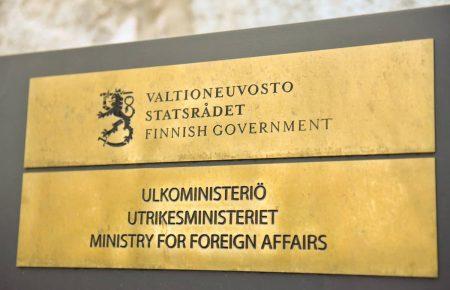 VALTIONEUVOSTO
STATSRÅDET
FINNISH GOVERNMENT
ULKOMINISTERIÖ
UTRIKESMINISTERIET
MINISTRY FOR FOREIGN AFFAIRS